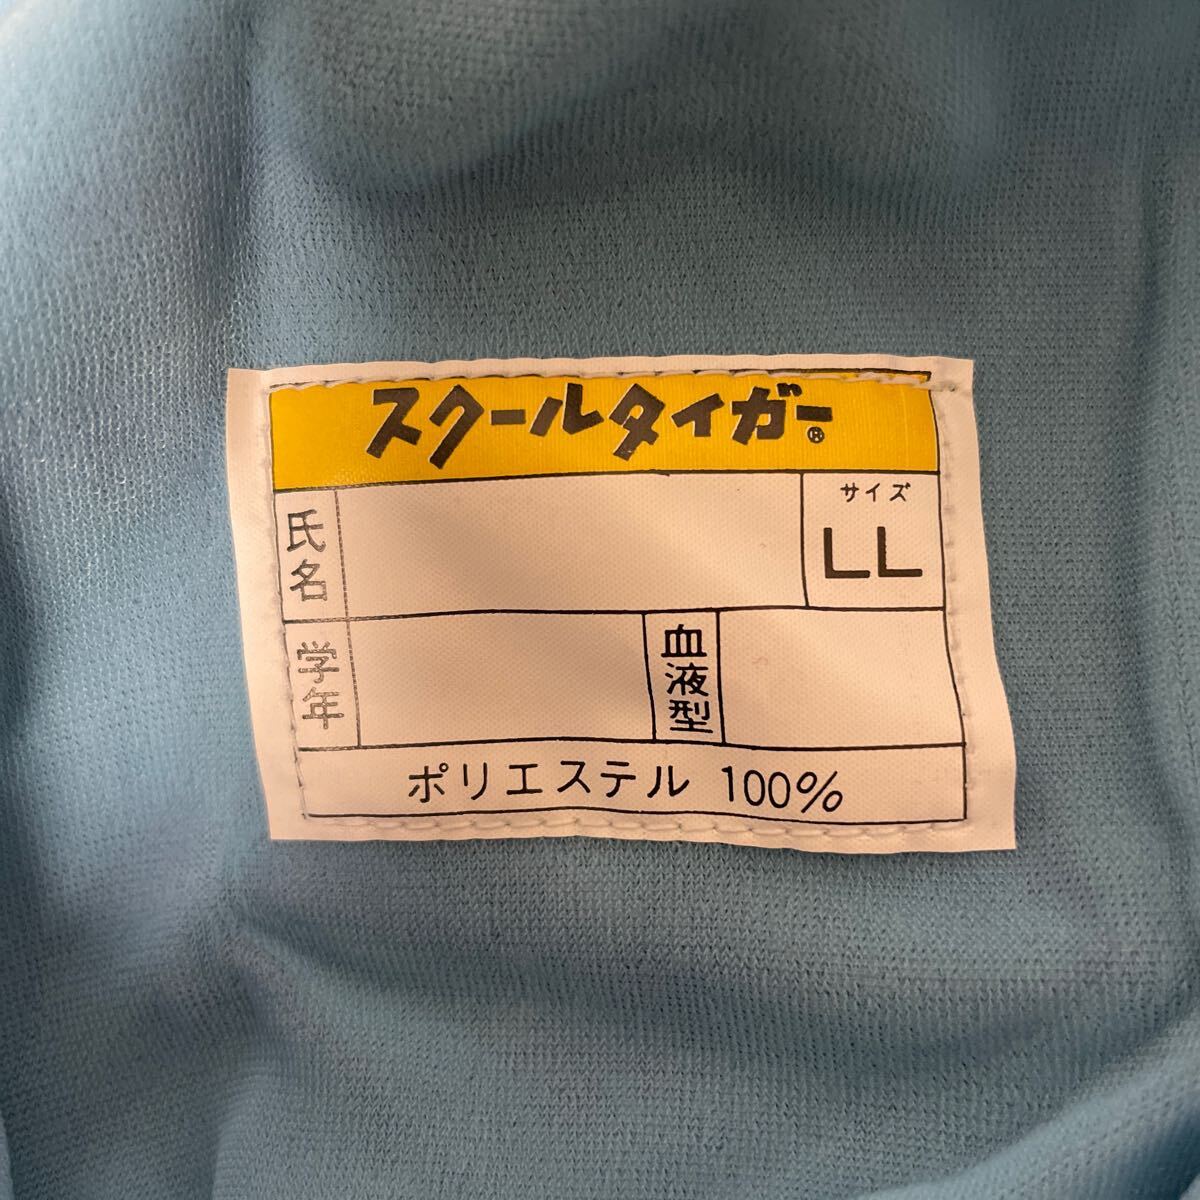 スクールタイガー®
氏名
サイズ
LL
学年
血液型
ポリエステル 100%